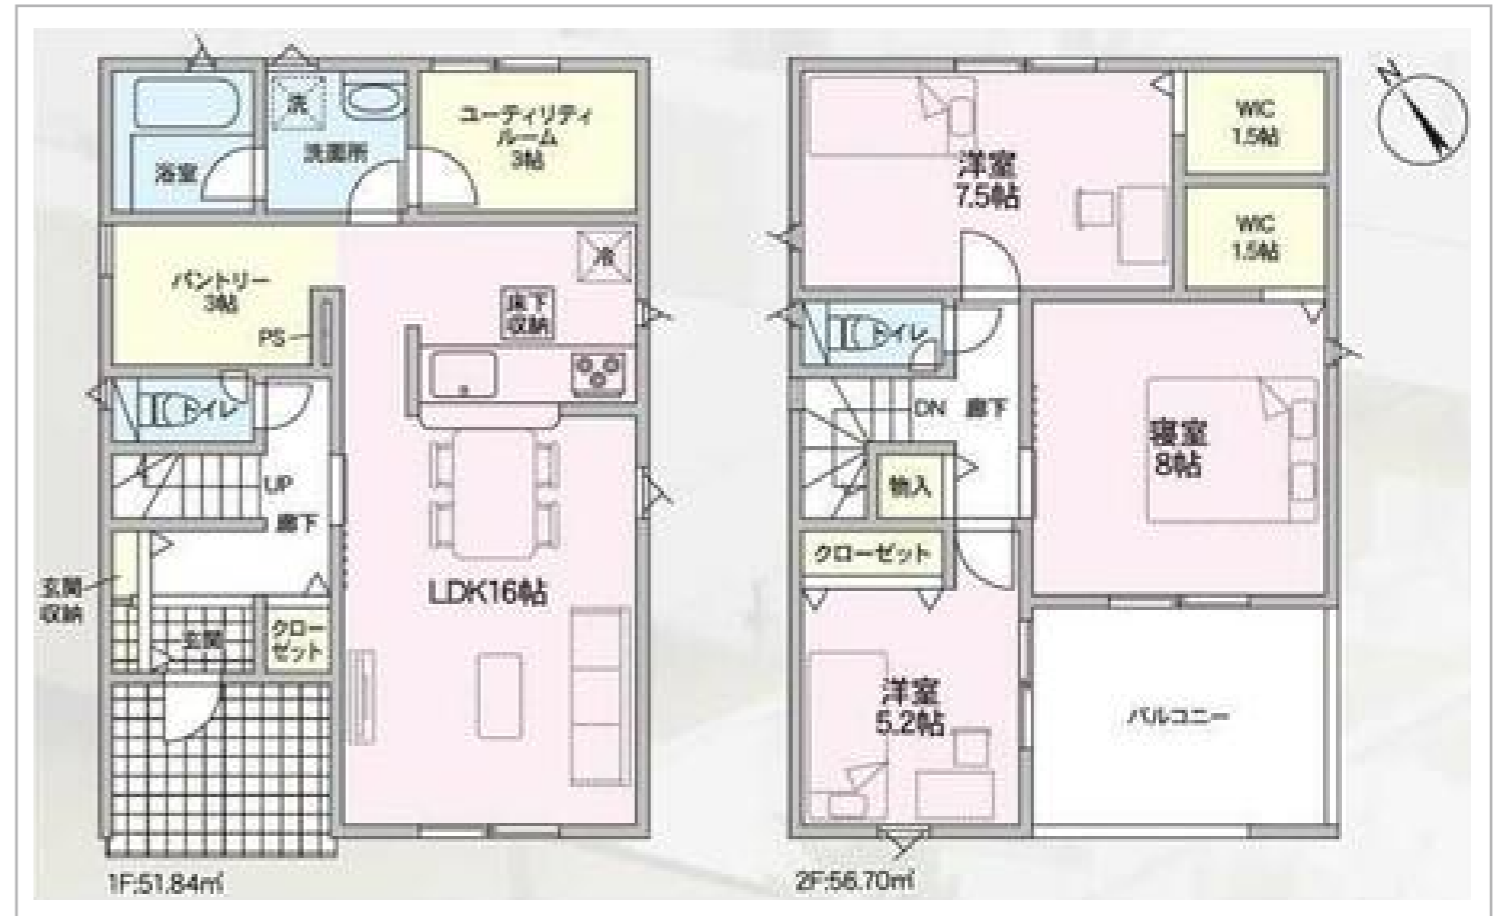 洗
浴室
洗面所
ユーティリティ
ルーム
3帖
パントリー
3帖
PS
冷
床下
収納
トイレ
UP
廊下
玄関
収納
玄関
クロー
ゼット
LDK16帖
1F:51.84㎡
N
洋室
7.5帖
WIC
1.5帖
WIC
1.5帖
トイレ
DN
廊下
物入
寝室
8帖
クローゼット
洋室
5.2帖
バルコニー
2F:56.70㎡